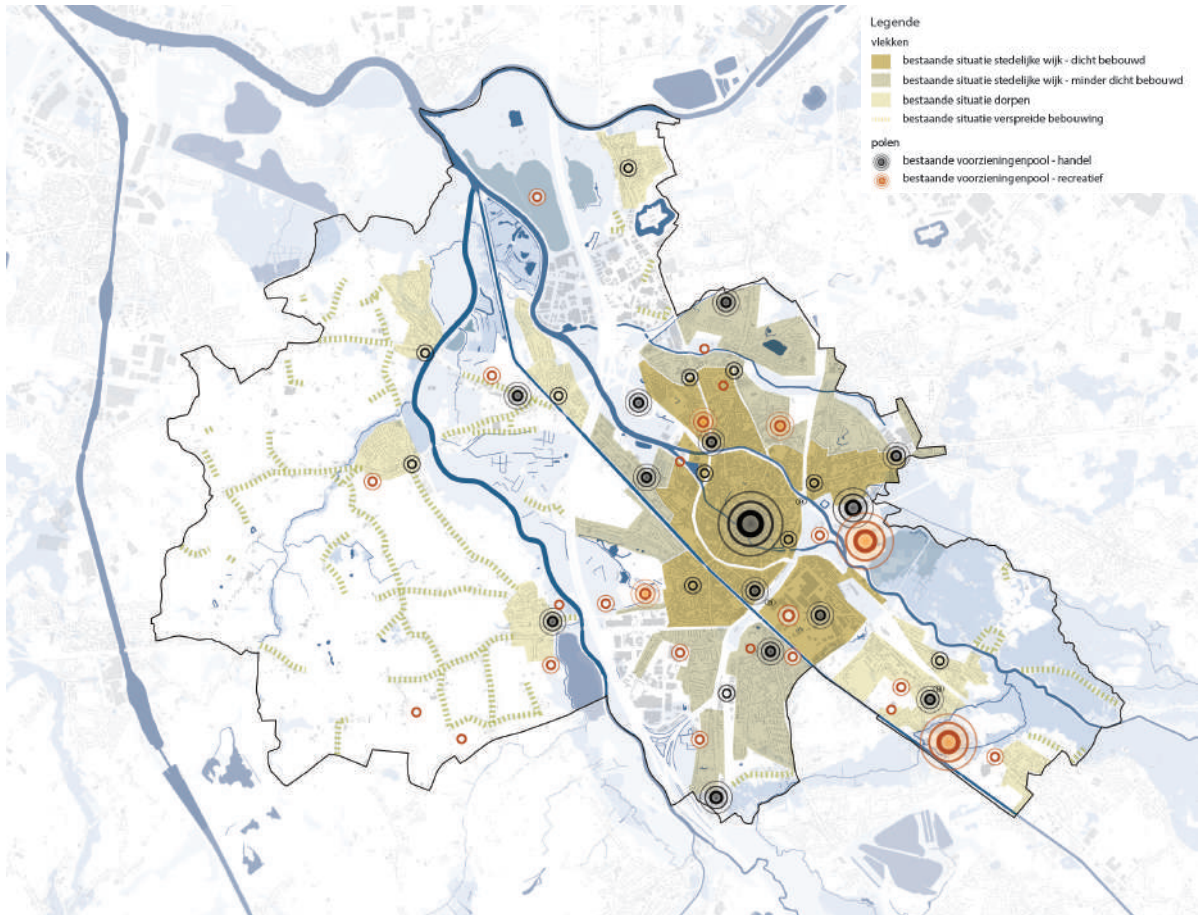 Legende
vlekken
bestaande situatie stedelijke wijk - dicht bebouwd
bestaande situatie stedelijke wijk - minder dicht bebouwd
bestaande situatie dorpen
bestaande situatie verspreide bebouwing
polen
bestaande voorzieningenpool - handel
bestaande voorzieningenpool - recreatief